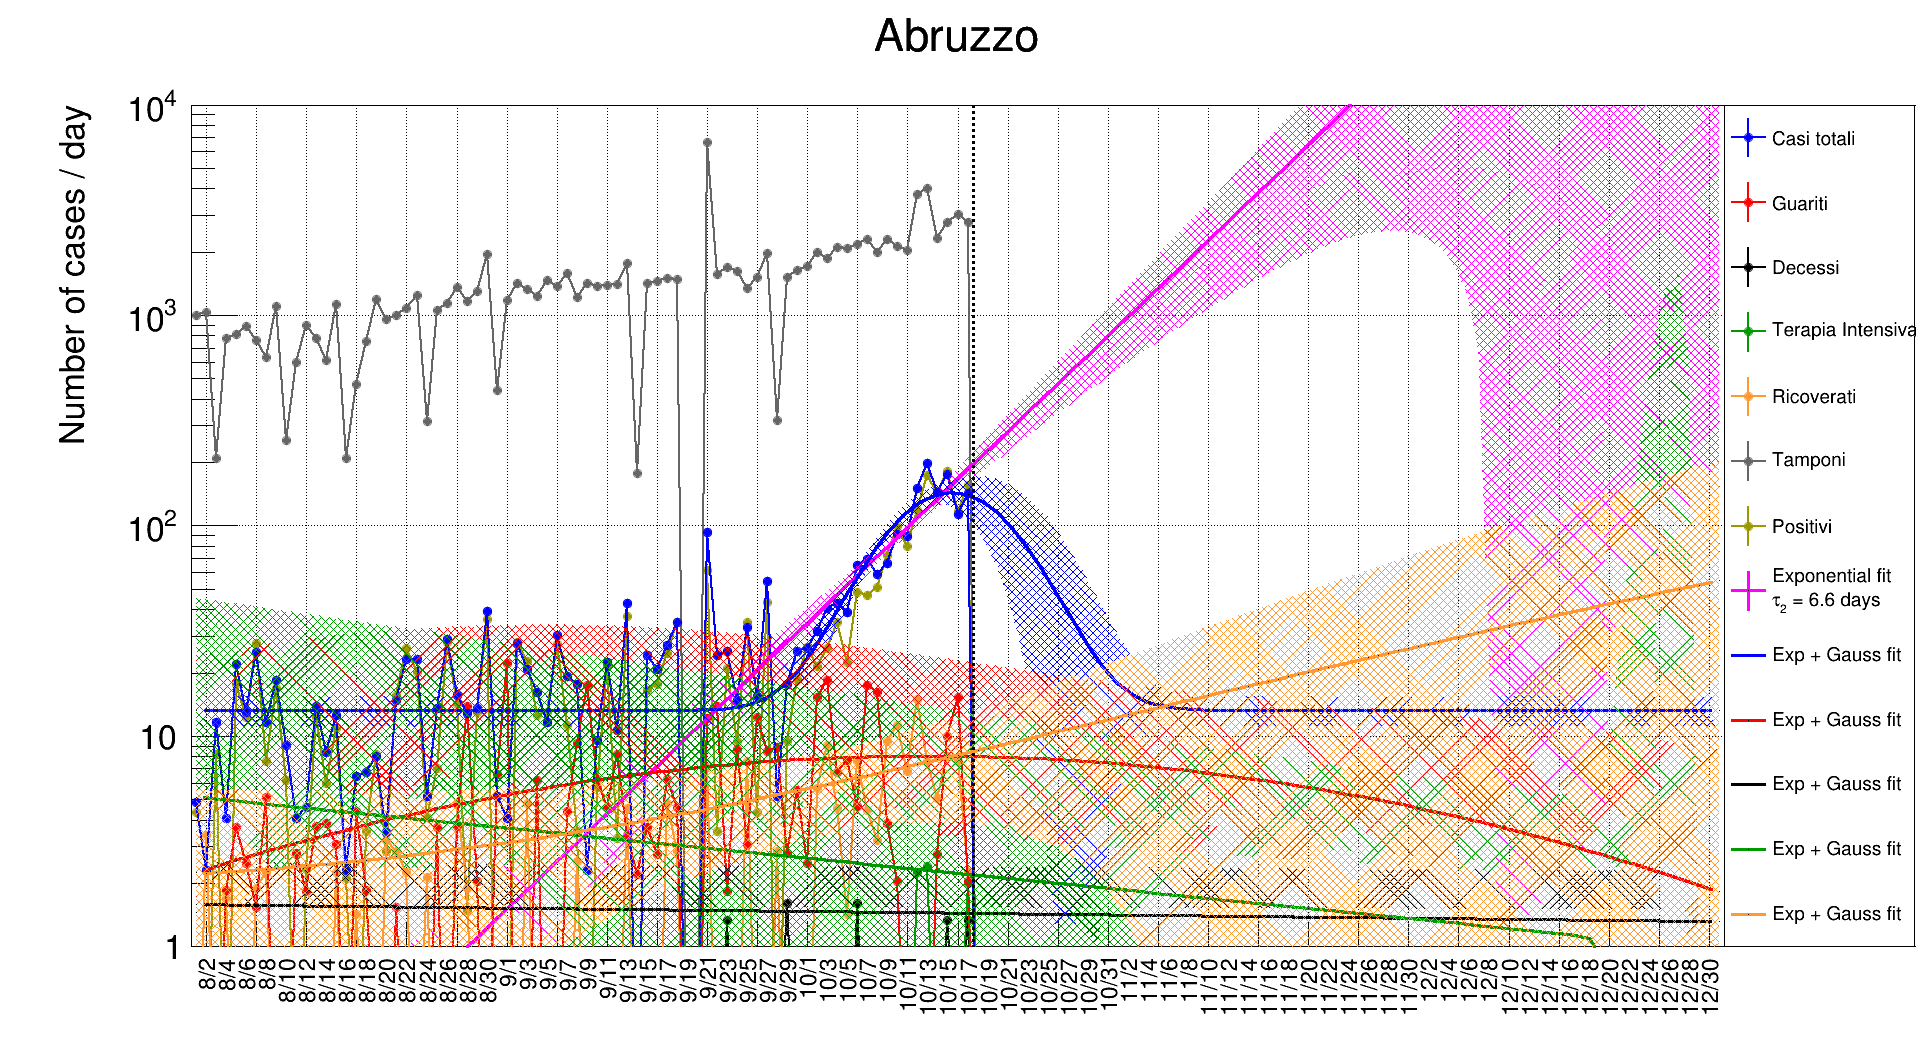 Abruzzo
Number of cases / day
10⁴
10³
10²
10
1
8/2 8/4 8/6 8/8 8/10 8/12 8/14 8/16 8/18 8/20 8/22 8/24 8/26 8/28 8/30 9/1 9/3 9/5 9/7 9/9 9/11 9/13 9/15 9/17 9/19 9/21 9/23 9/25 9/27 9/29 10/1 10/3 10/5 10/7 10/9 10/11 10/13 10/15 10/17 10/19 10/21 10/23 10/25 10/27 10/29 10/31 11/2 11/4 11/6 11/8 11/10 11/12 11/14 11/16 11/18 11/20 11/22 11/24 11/26 11/28 11/30 12/2 12/4 12/6 12/8 12/10 12/12 12/14 12/16 12/18 12/20 12/22 12/24 12/26 12/28 12/30
Casi totali
Guariti
Decessi
Terapia Intensiva
Ricoverati
Tamponi
Positivi
Exponential fit
τ₂ = 6.6 days
Exp + Gauss fit
Exp + Gauss fit
Exp + Gauss fit
Exp + Gauss fit
Exp + Gauss fit